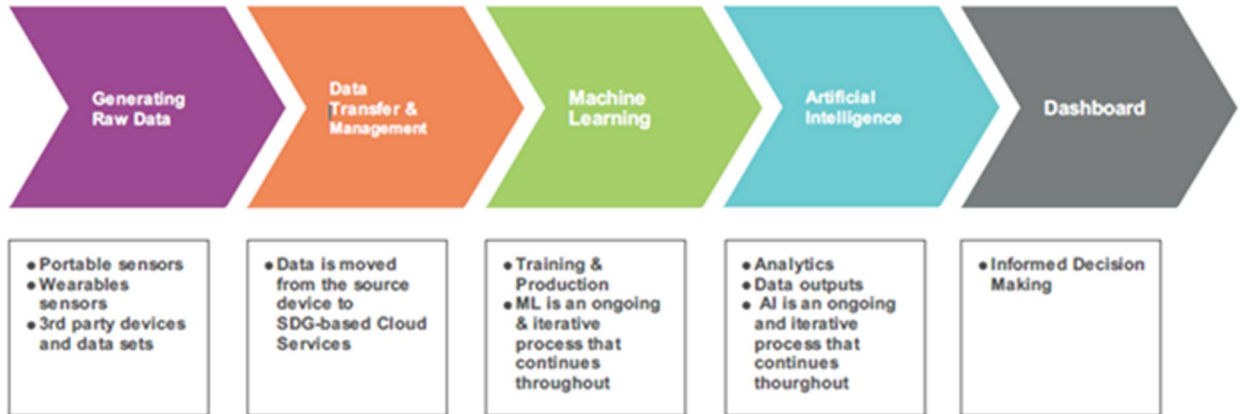 Generating
Raw Data
Data
Transfer &
Management
Machine
Learning
Artificial
Intelligence
Dashboard
● Portable sensors
● Wearables
sensors
● 3rd party devices
and data sets
● Data is moved
from the source
device to
SDG-based Cloud
Services
● Training &
Production
● ML is an ongoing
& iterative
process that
continues
throughout
● Analytics
● Data outputs
● AI is an ongoing
and iterative
process that
continues
thourghout
● Informed Decision
Making